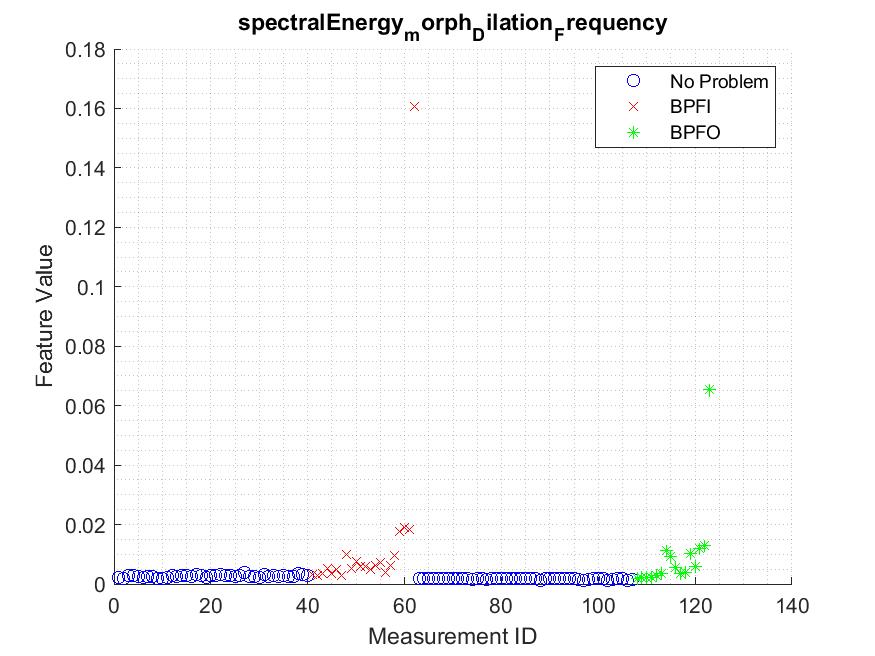 spectralEnergy_morph_Dilation_Frequency
0.18
0.16
0.14
0.12
0.1
0.08
0.06
0.04
0.02
0
Feature Value
No Problem
BPFI
BPFO
0 20 40 60 80 100 120 140
Measurement ID